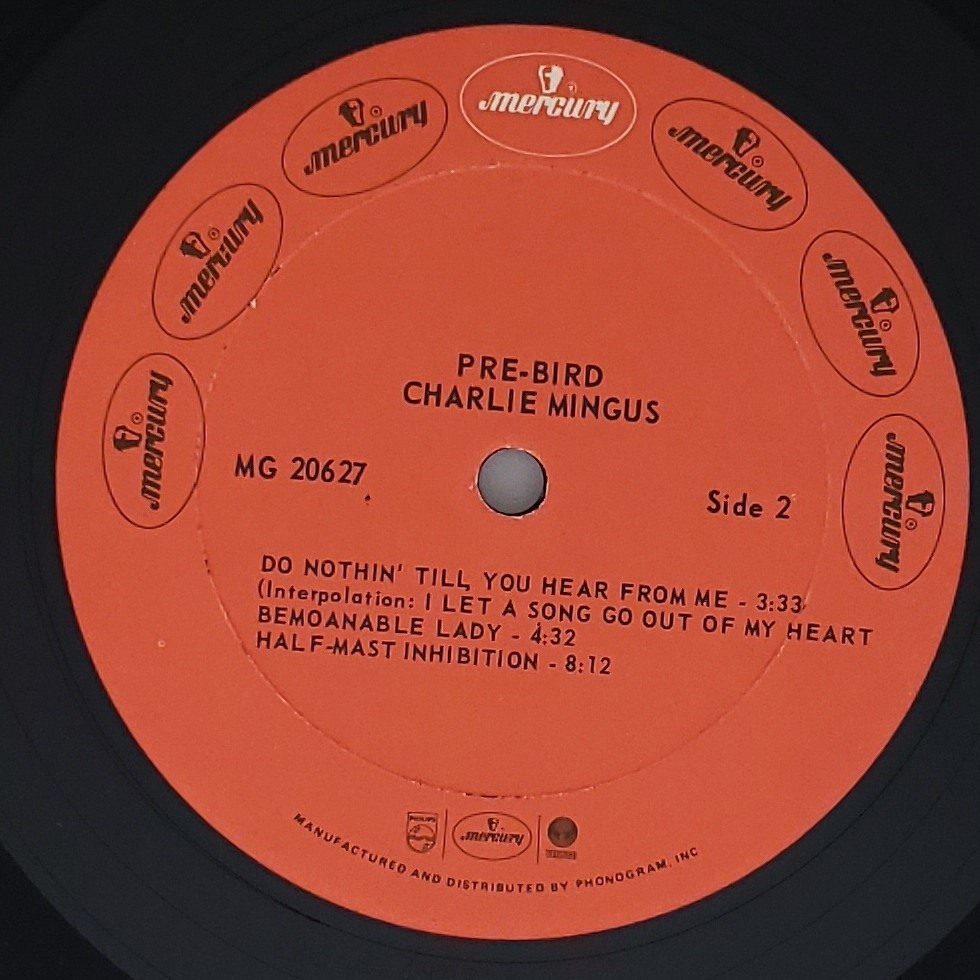 mercury
mercury
mercury
mercury
mercury
mercury
mercury
PRE-BIRD
CHARLIE MINGUS
MG 20627
Side 2
DO NOTHIN' TILL YOU HEAR FROM ME - 3:33
(Interpolation: I LET A SONG GO OUT OF MY HEART
BEMOANABLE LADY - 4:32
HALF-MAST INHIBITION - 8:12
PHILIPS
mercury
MANUFACTURED AND DISTRIBUTED BY PHONOGRAM, INC